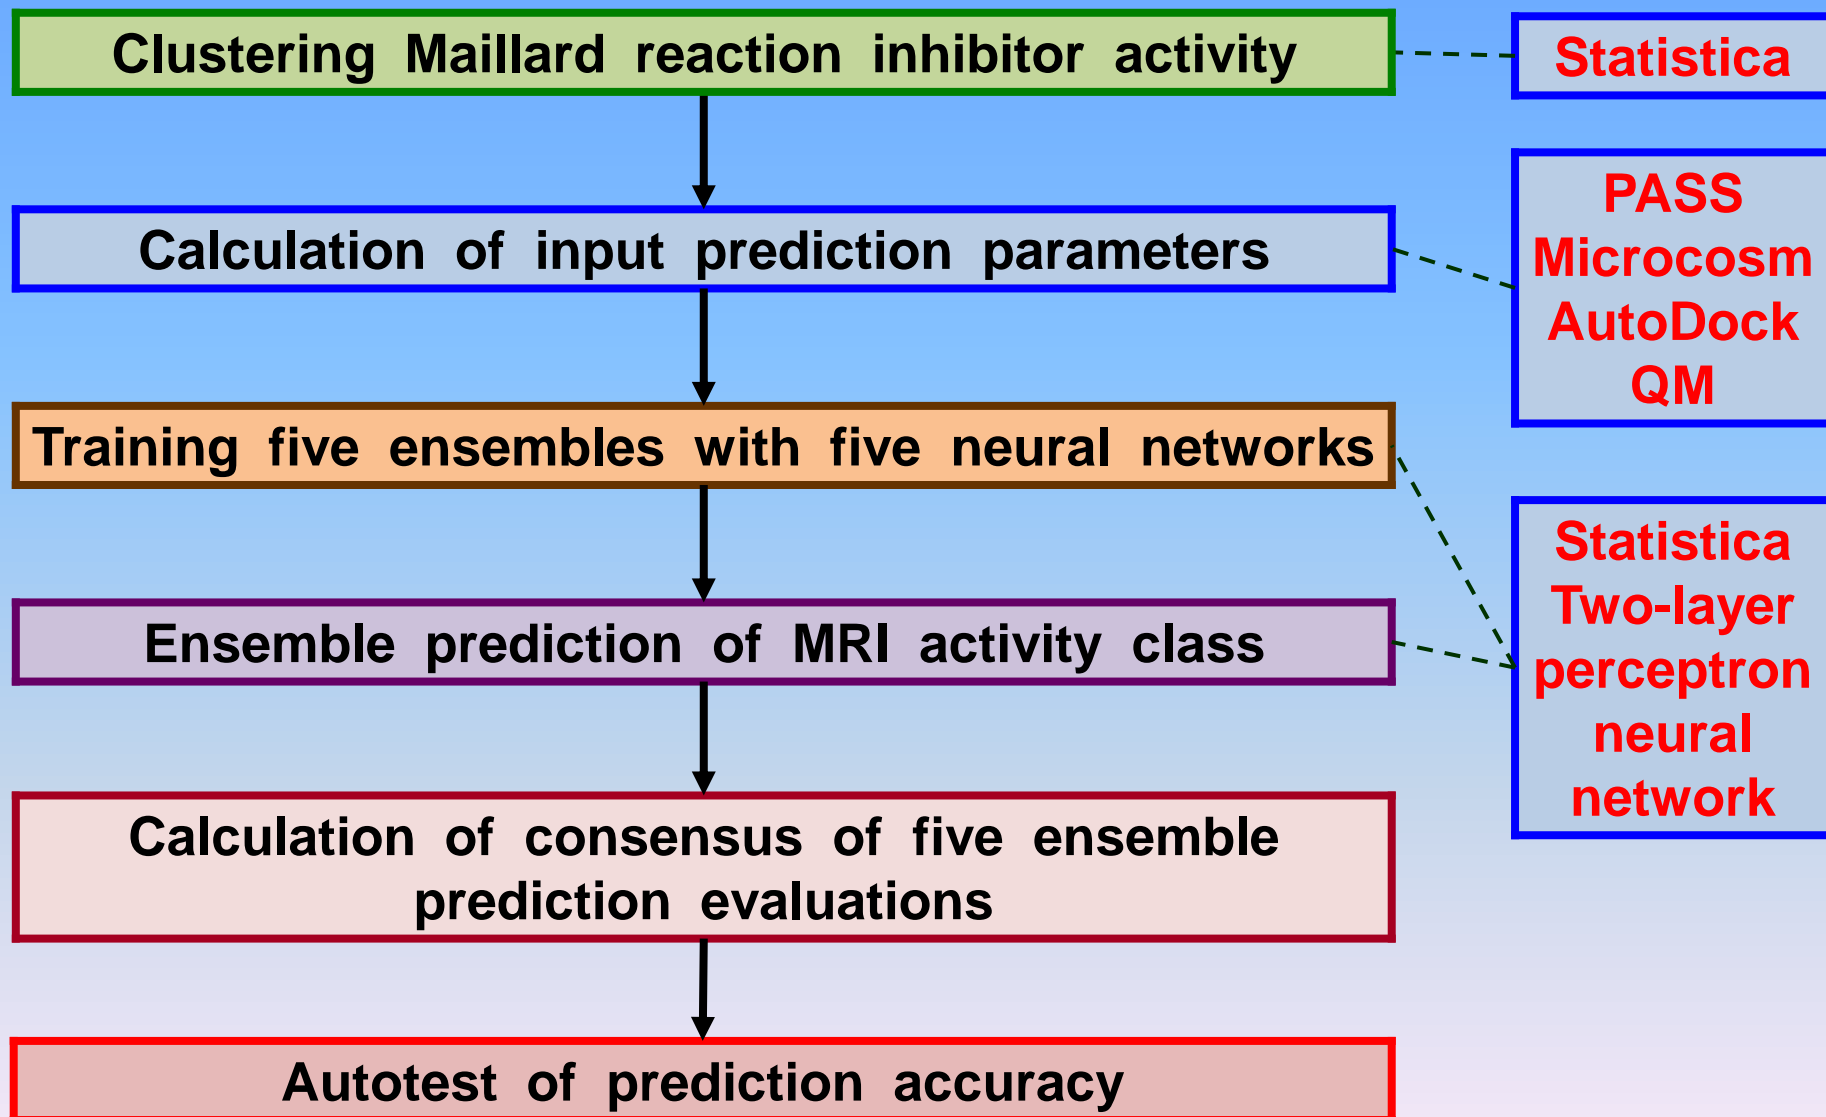 Clustering Maillard reaction inhibitor activity
Statistica
Calculation of input prediction parameters
PASS
Microcosm
AutoDock
QM
Training five ensembles with five neural networks
Ensemble prediction of MRI activity class
Statistica
Two-layer
perceptron
neural
network
Calculation of consensus of five ensemble
prediction evaluations
Autotest of prediction accuracy